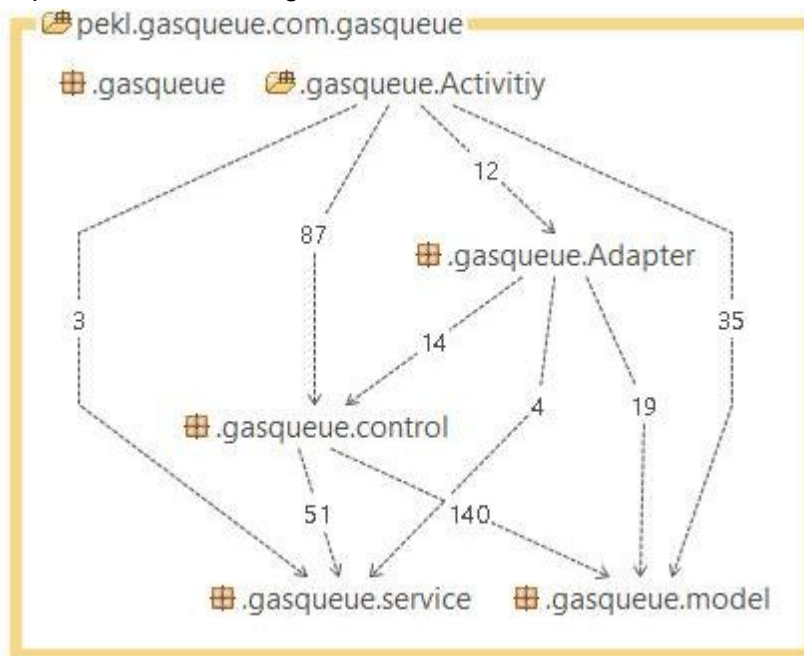 pekl.gasqueue.com.gasqueue
.gasqueue .gasqueue.Activitiy
12
87
.gasqueue.Adapter
3 35
14
4 19
.gasqueue.control
51 140
.gasqueue.service .gasqueue.model